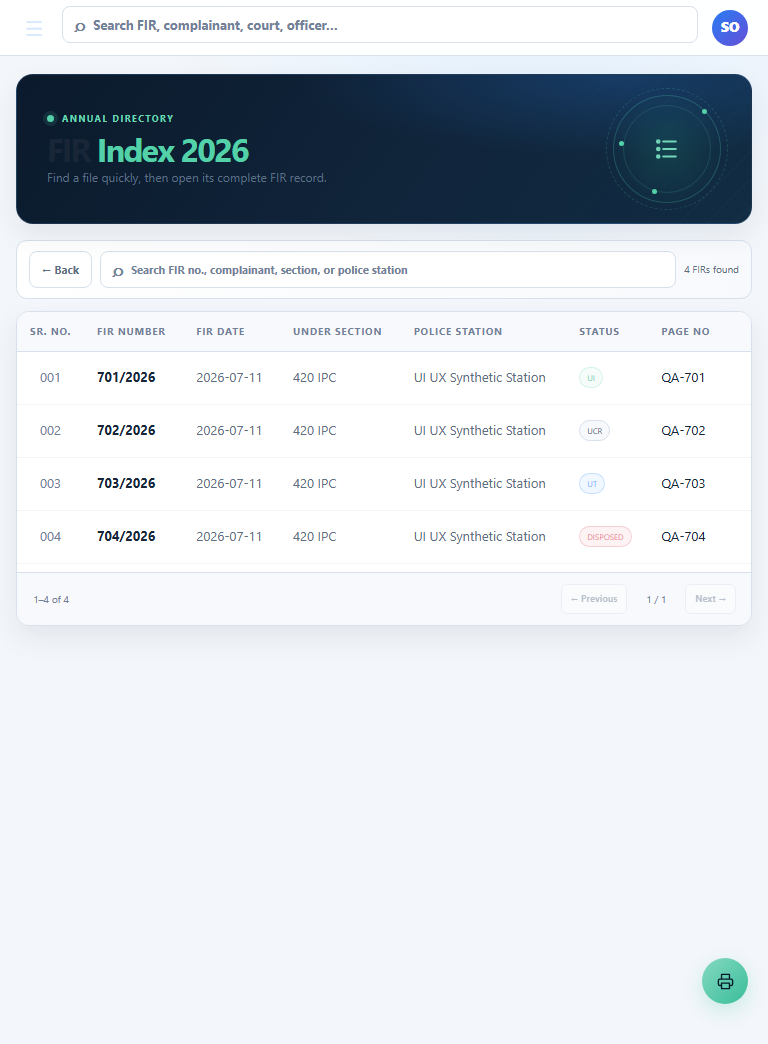 ☰ Search FIR, complainant, court, officer... SO
ANNUAL DIRECTORY
FIR Index 2026
Find a file quickly, then open its complete FIR record.
← Back Search FIR no., complainant, section, or police station 4 FIRs found
SR. NO. FIR NUMBER FIR DATE UNDER SECTION POLICE STATION STATUS PAGE NO
001 701/2026 2026-07-11 420 IPC UI UX Synthetic Station UI QA-701
002 702/2026 2026-07-11 420 IPC UI UX Synthetic Station UCR QA-702
003 703/2026 2026-07-11 420 IPC UI UX Synthetic Station UT QA-703
004 704/2026 2026-07-11 420 IPC UI UX Synthetic Station DISPOSED QA-704
1–4 of 4 ← Previous 1 / 1 Next →